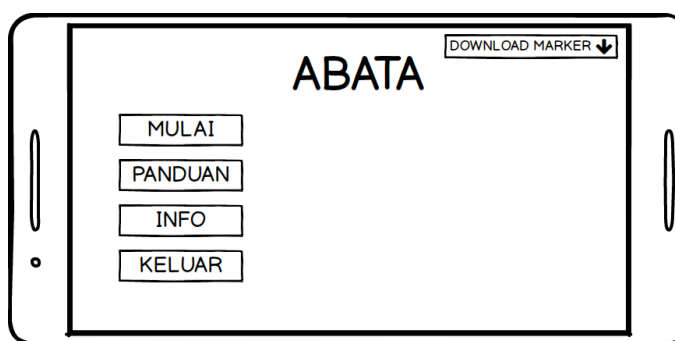 DOWNLOAD MARKER
ABATA
MULAI
PANDUAN
INFO
KELUAR